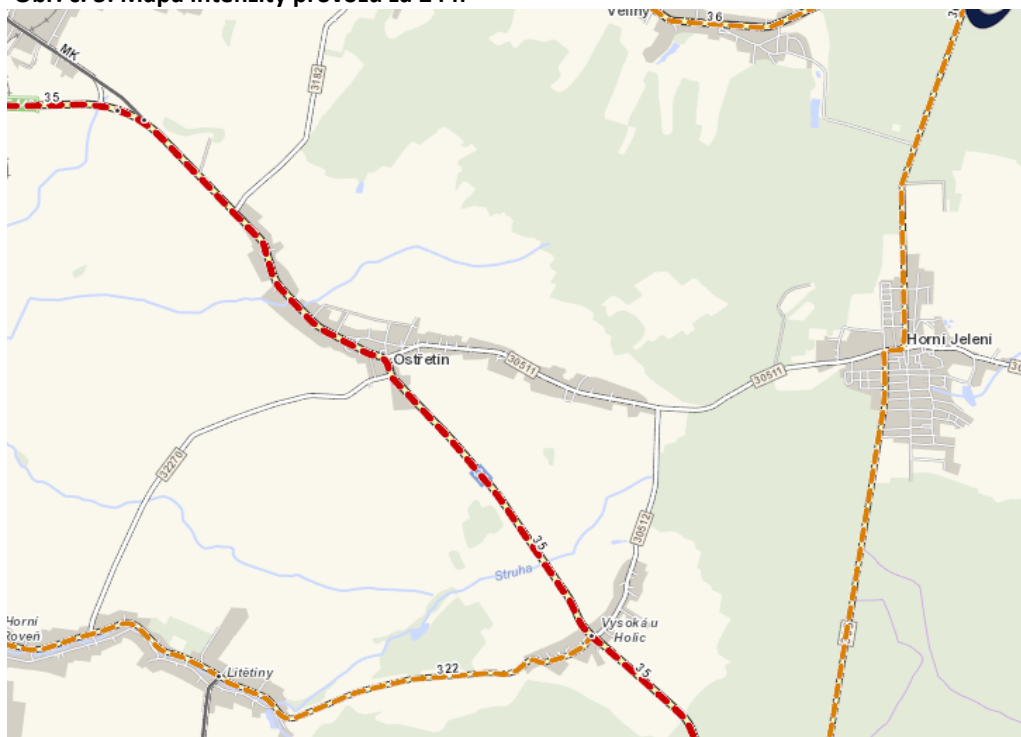 Veliny
36
MK
35
3182
Horní Jelení
Ostřetín
30511
30511
32270
35
30512
Struha
Horní
Roveň
Vysoká u
Holic
Litětiny
322
35